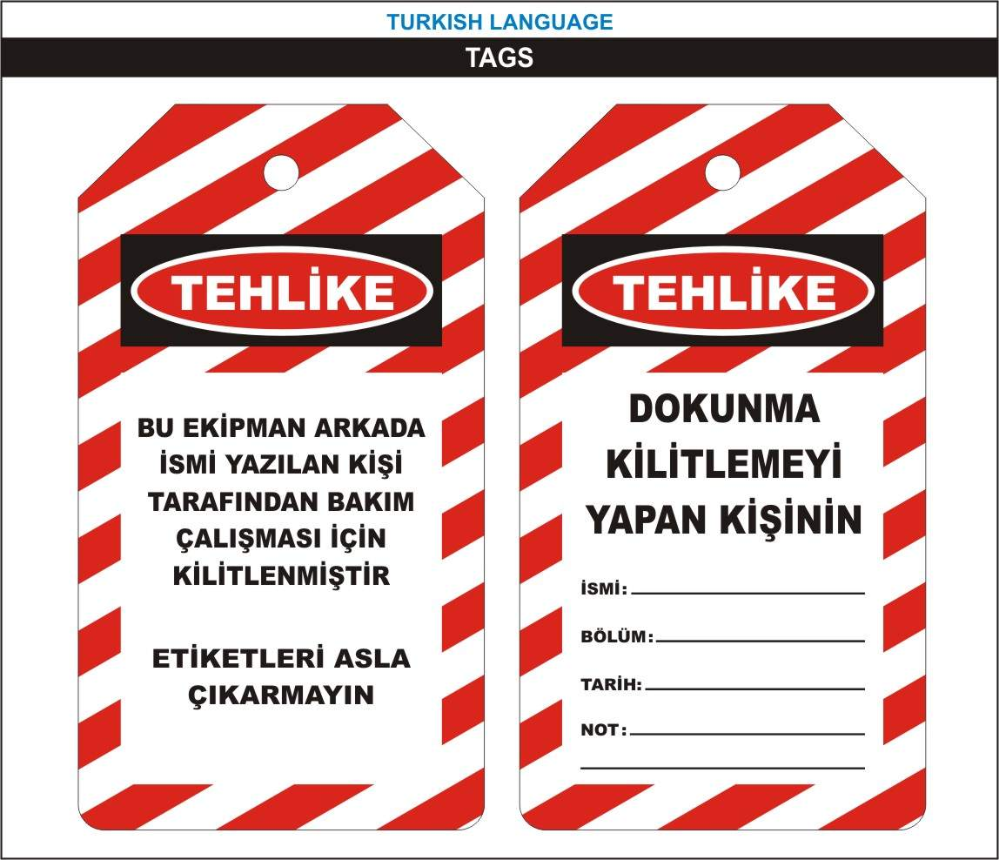 TURKISH LANGUAGE
TAGS
TEHLİKE
BU EKİPMAN ARKADA
İSMİ YAZILAN KİŞİ
TARAFINDAN BAKIM
ÇALIŞMASI İÇİN
KİLİTLENMİŞTİR
ETİKETLERİ ASLA
ÇIKARMAYIN
TEHLİKE
DOKUNMA
KİLİTLEMEYİ
YAPAN KİŞİNİN
İSMİ:
BÖLÜM:
TARİH:
NOT: